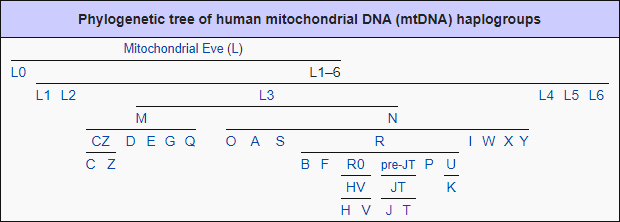 Phylogenetic tree of human mitochondrial DNA (mtDNA) haplogroups
Mitochondrial Eve (L)
L0 L1–6
L1 L2 L3 L4 L5 L6
M N
CZ D E G Q O A S R I W X Y
C Z B F R0 pre-JT P U
HV JT K
H V J T